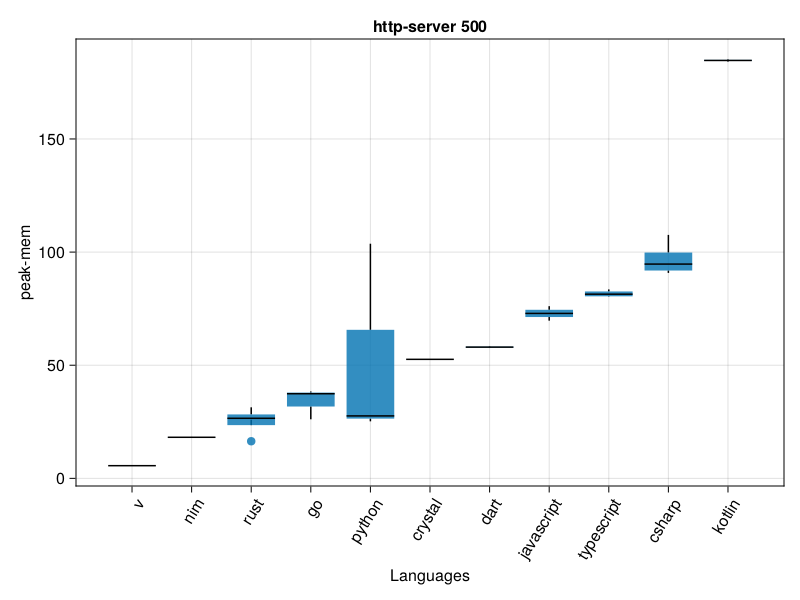 http-server 500
peak-mem
150
100
50
0
v
nim
rust
go
python
crystal
dart
javascript
typescript
csharp
kotlin
Languages